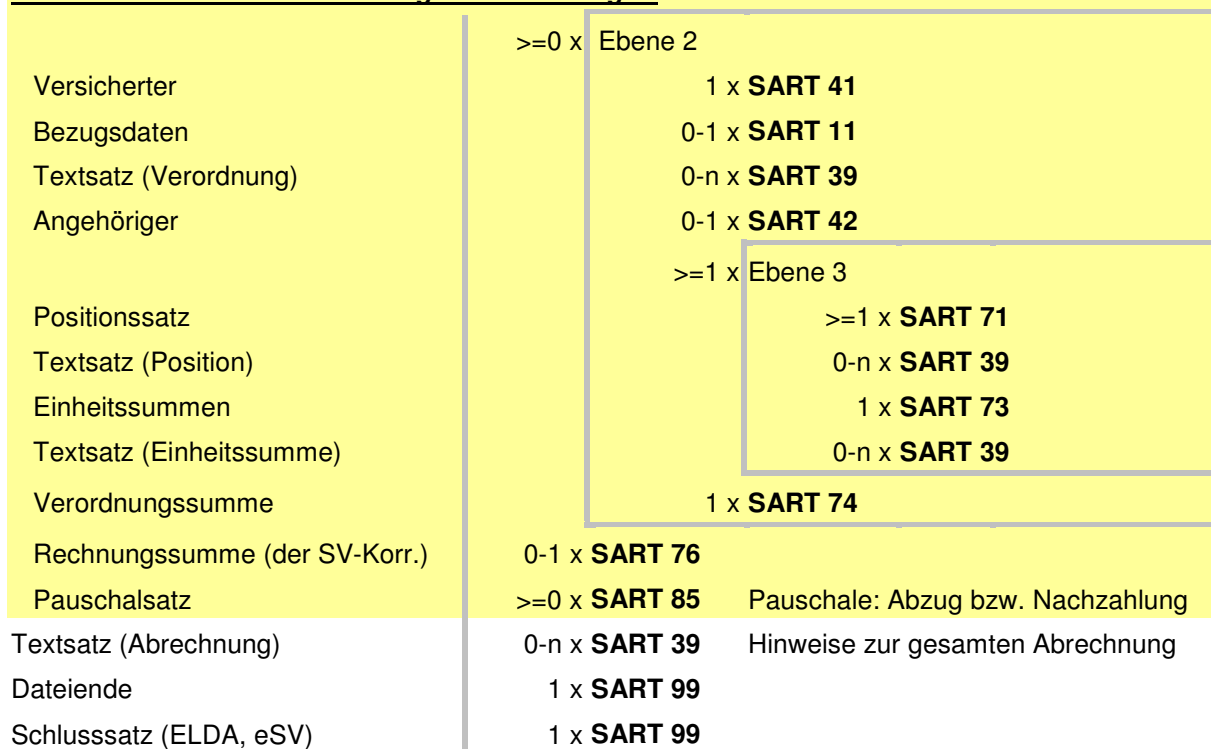 >=0 x Ebene 2
Versicherter 1 x SART 41
Bezugsdaten 0-1 x SART 11
Textsatz (Verordnung) 0-n x SART 39
Angehöriger 0-1 x SART 42
>=1 x Ebene 3
Positionssatz >=1 x SART 71
Textsatz (Position) 0-n x SART 39
Einheitssummen 1 x SART 73
Textsatz (Einheitssumme) 0-n x SART 39
Verordnungssumme 1 x SART 74
Rechnungssumme (der SV-Korr.) 0-1 x SART 76
Pauschalsatz >=0 x SART 85 Pauschale: Abzug bzw. Nachzahlung
Textsatz (Abrechnung) 0-n x SART 39 Hinweise zur gesamten Abrechnung
Dateiende 1 x SART 99
Schlusssatz (ELDA, eSV) 1 x SART 99